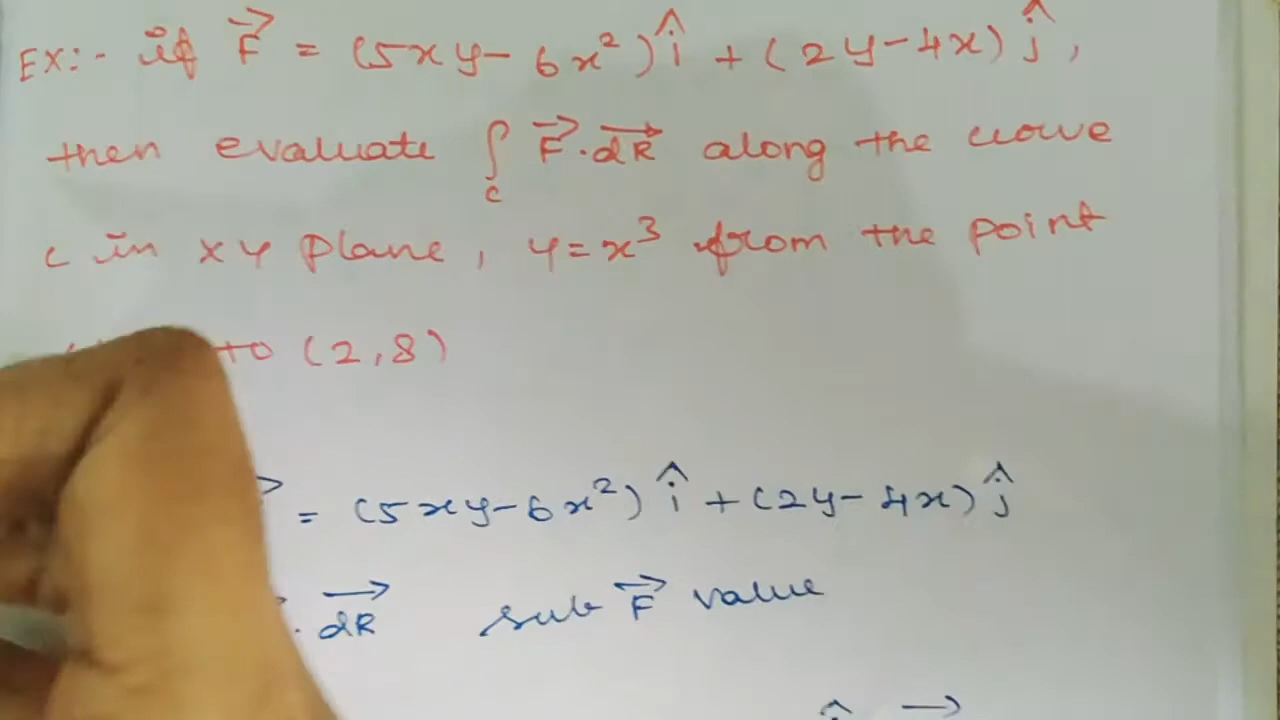 EX:- if F⃗ = (5xy-6x²)î + (2y-4x)ĵ,
then evaluate ∫c F⃗.dR⃗ along the curve
c in xy plane, y=x³ from the point
to (2,8)
= (5xy-6x²)î+(2y-4x)ĵ
. dR⃗ sub F⃗ value